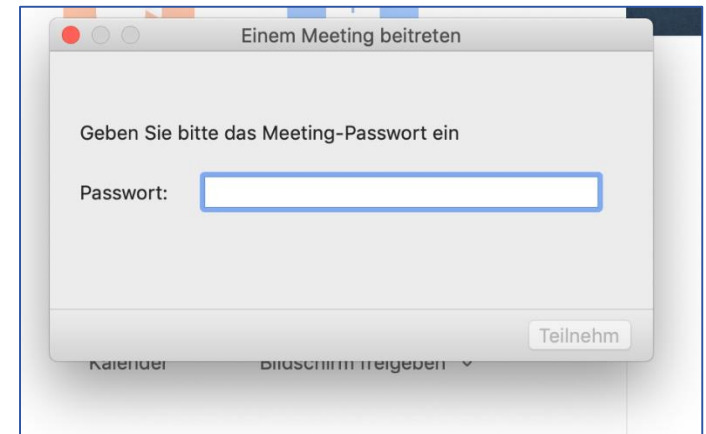 Einem Meeting beitreten
Geben Sie bitte das Meeting-Passwort ein
Passwort:
Teilnehm
Kalender
Bildschirm freigeben